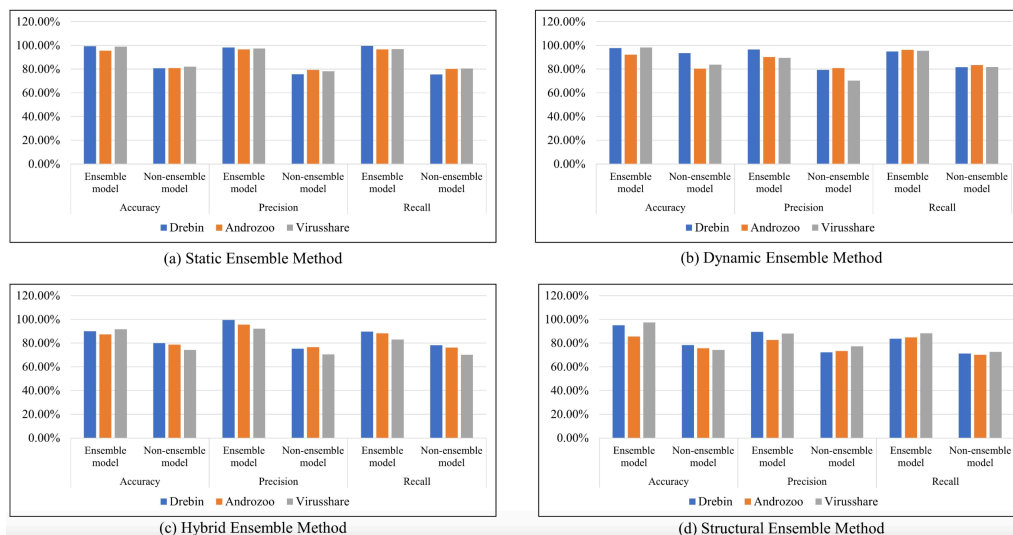 120.00%
100.00%
80.00%
60.00%
40.00%
20.00%
0.00%
Ensemble model Non-ensemble model Ensemble model Non-ensemble model Ensemble model Non-ensemble model
Accuracy Precision Recall
Drebin Androzoo Virusshare
(a) Static Ensemble Method
120.00%
100.00%
80.00%
60.00%
40.00%
20.00%
0.00%
Ensemble model Non-ensemble model Ensemble model Non-ensemble model Ensemble model Non-ensemble model
Accuracy Precision Recall
Drebin Androzoo Virusshare
(b) Dynamic Ensemble Method
120.00%
100.00%
80.00%
60.00%
40.00%
20.00%
0.00%
Ensemble model Non-ensemble model Ensemble model Non-ensemble model Ensemble model Non-ensemble model
Accuracy Precision Recall
Drebin Androzoo Virusshare
(c) Hybrid Ensemble Method
120.00%
100.00%
80.00%
60.00%
40.00%
20.00%
0.00%
Ensemble model Non-ensemble model Ensemble model Non-ensemble model Ensemble model Non-ensemble model
Accuracy Precision Recall
Drebin Androzoo Virusshare
(d) Structural Ensemble Method